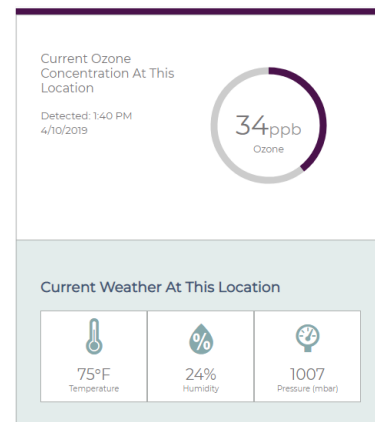 Current Ozone
Concentration At This
Location
Detected: 1:40 PM
4/10/2019
34ppb
Ozone
Current Weather At This Location
%
75°F
Temperature
24%
Humidity
1007
Pressure (mbar)